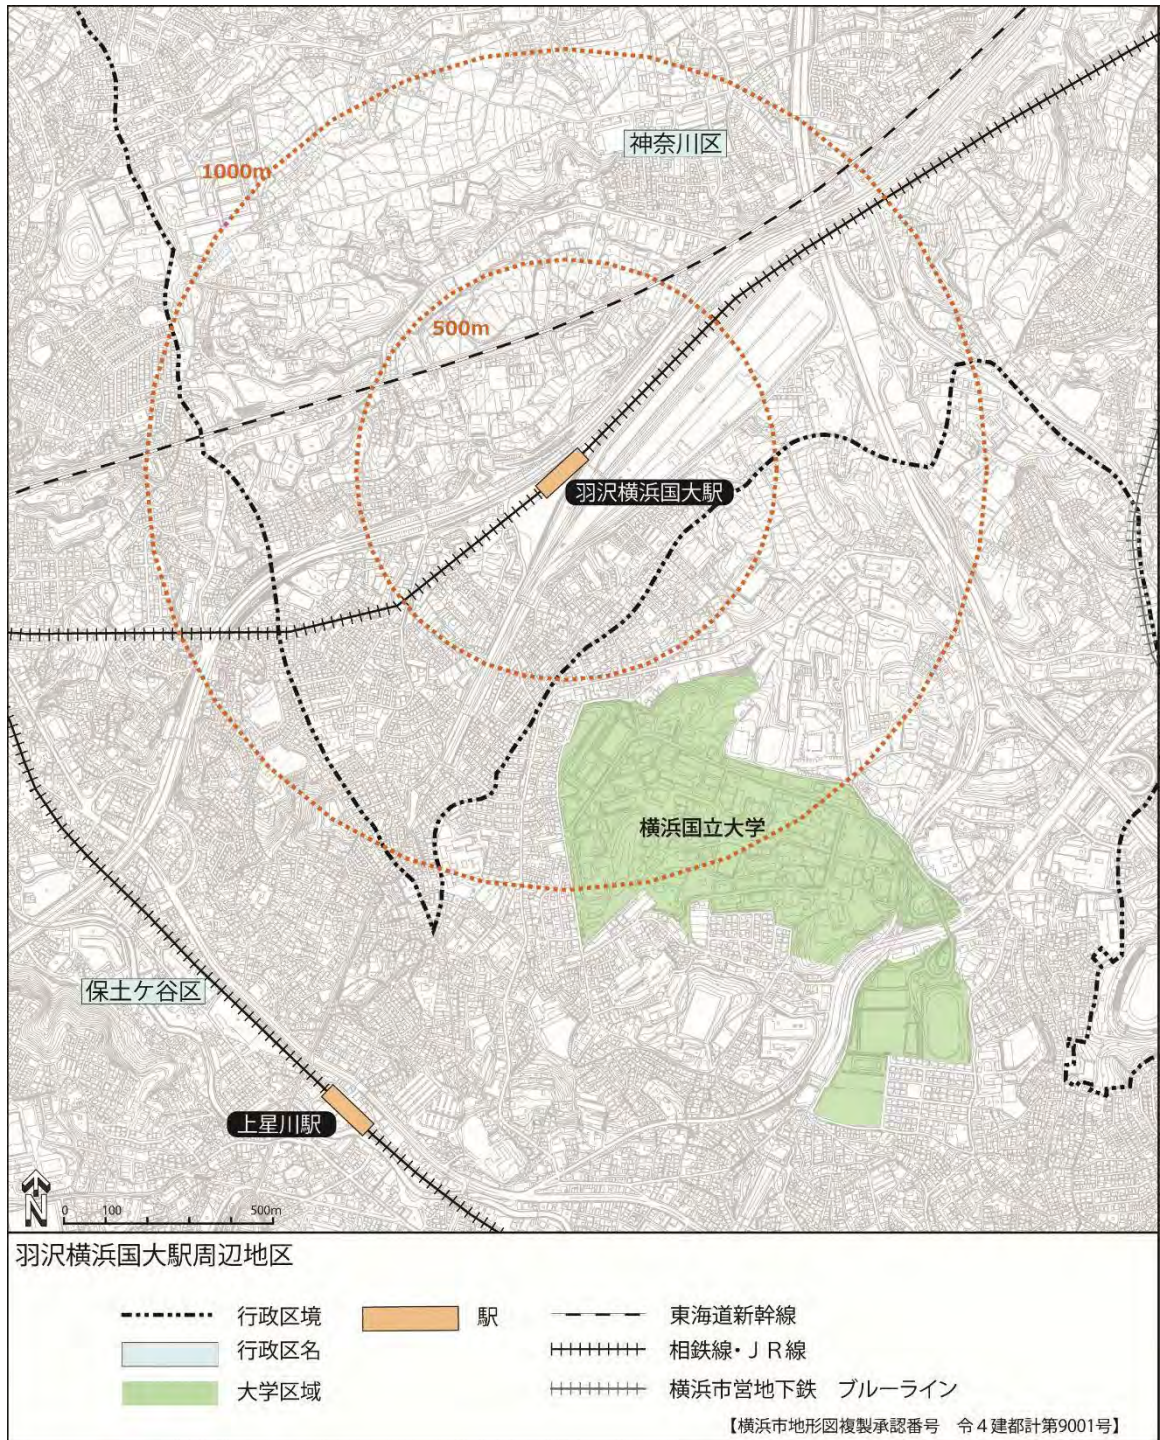 神奈川区
1000m
500m
羽沢横浜国大駅
横浜国立大学
保土ケ谷区
上星川駅
N
0 100 500m
羽沢横浜国大駅周辺地区
行政区境
駅
東海道新幹線
行政区名
相鉄線・ＪＲ線
大学区域
横浜市営地下鉄　ブルーライン
【横浜市地形図複製承認番号　令４建都計第9001号】